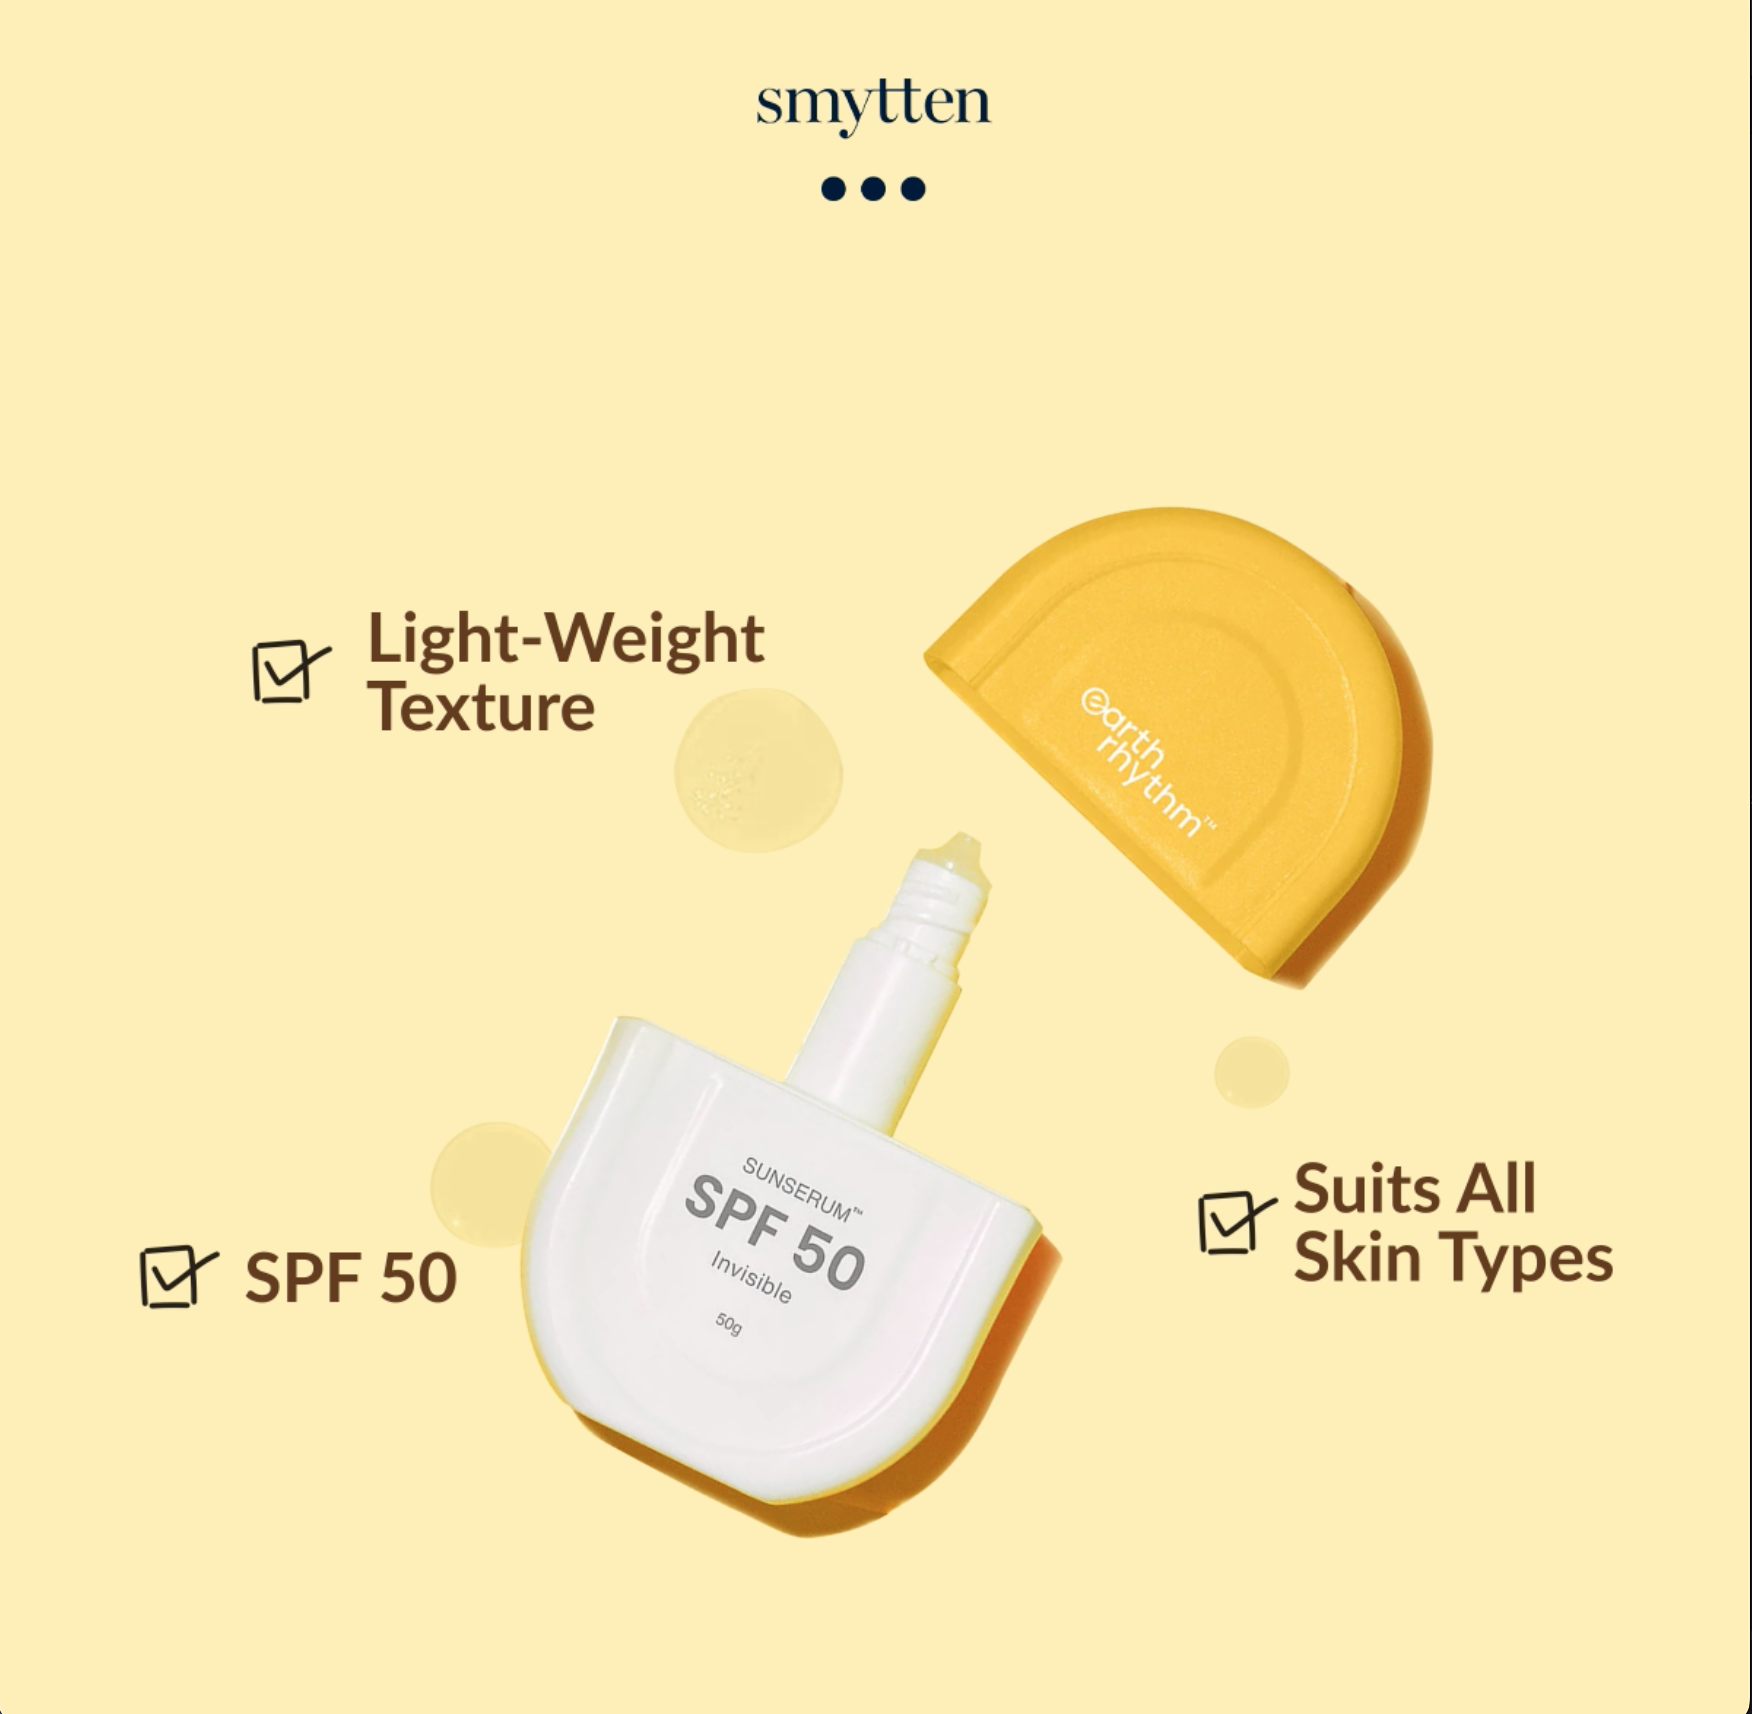 smytten
Light-Weight
Texture
earth
rhythm™
SUNSERUM™
SPF 50
Invisible
50g
SPF 50
Suits All
Skin Types